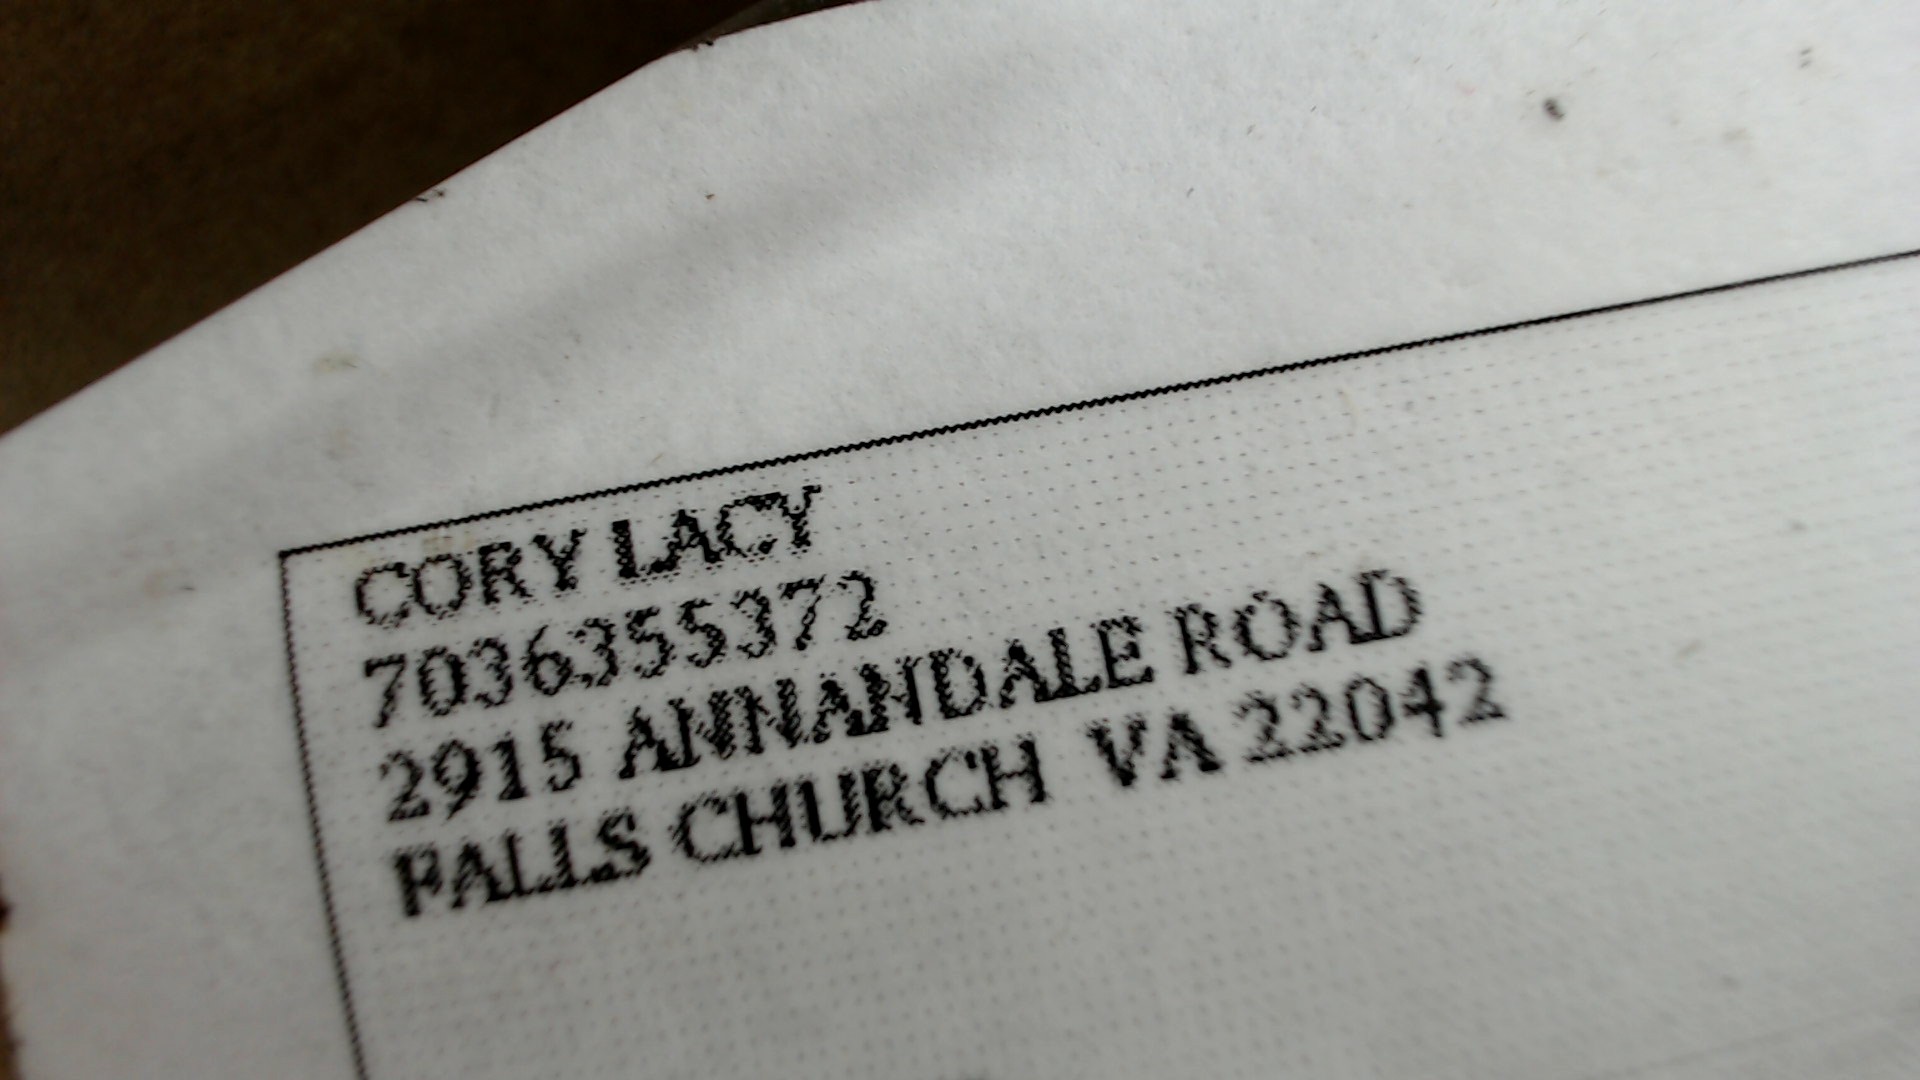 CORY LACY
7036355372
2915 ANNANDALE ROAD
FALLS CHURCH VA 22042